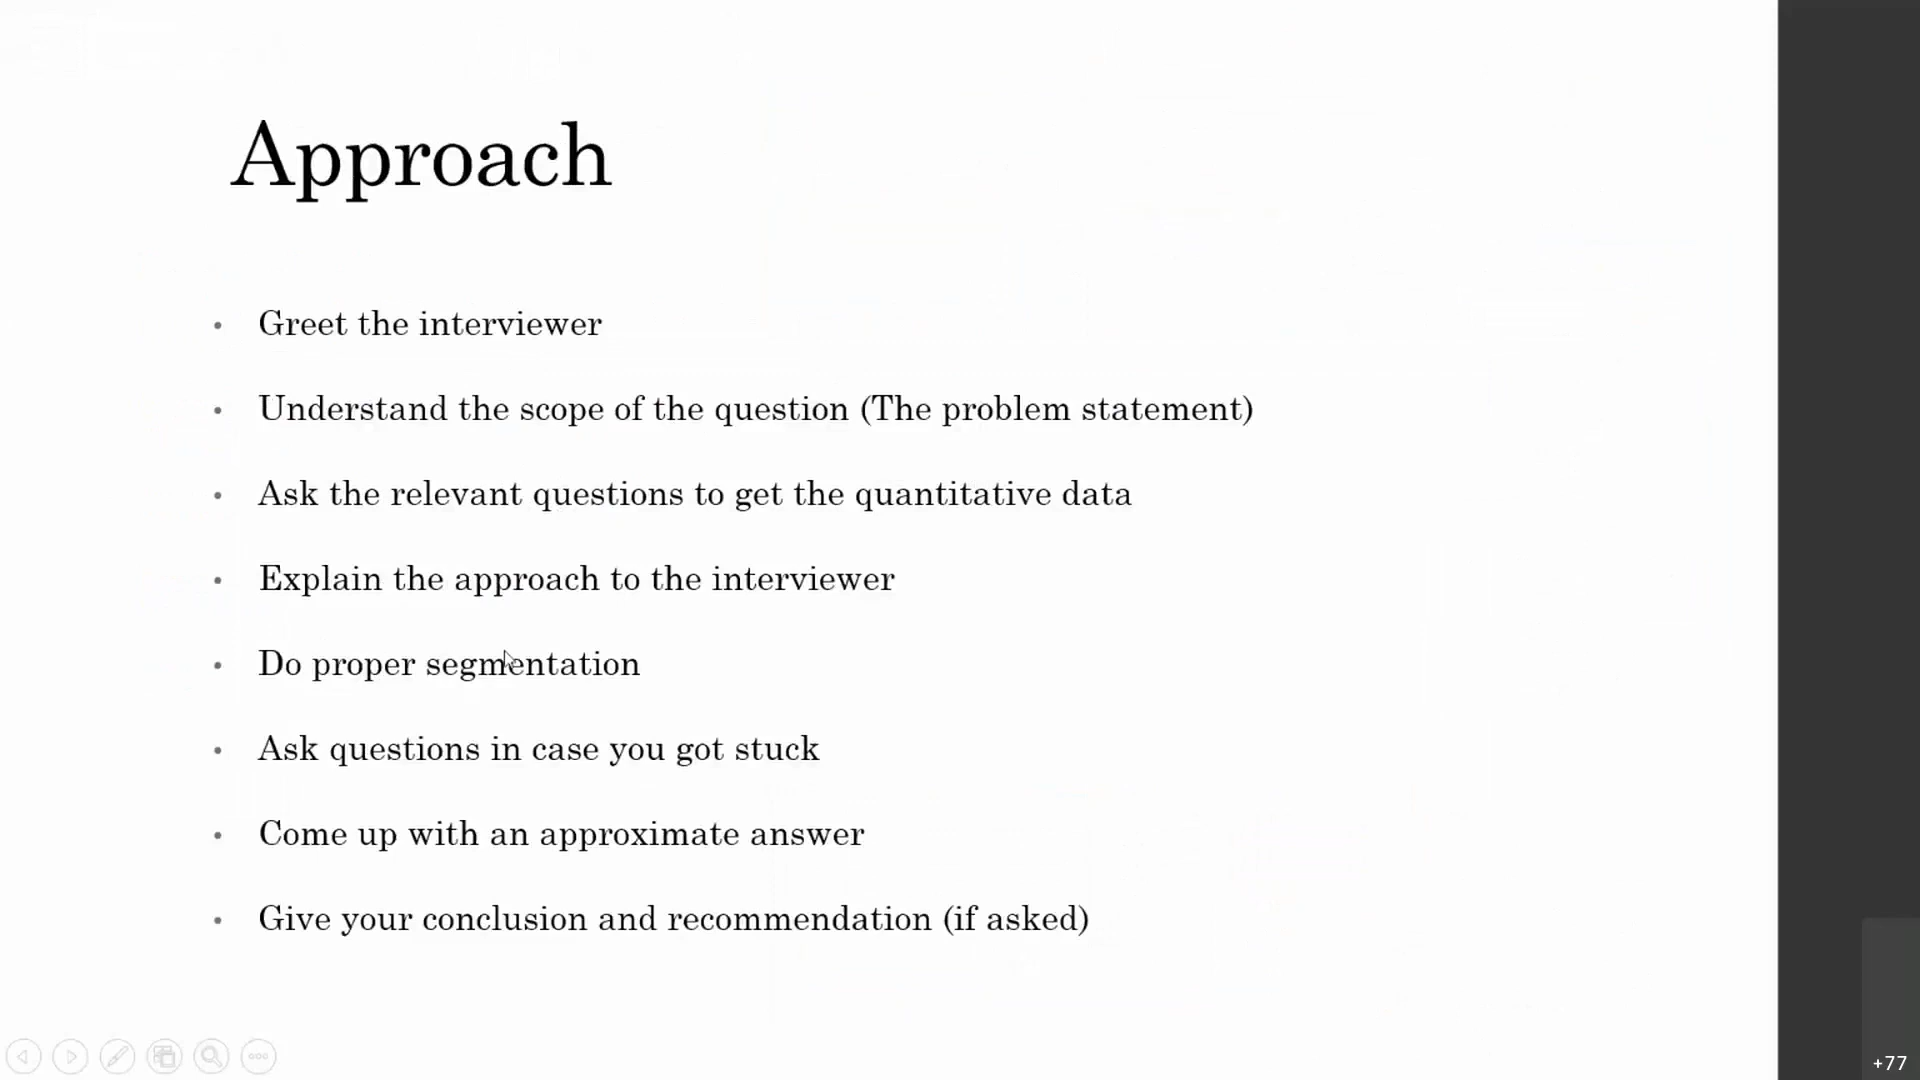 Approach
• Greet the interviewer
• Understand the scope of the question (The problem statement)
• Ask the relevant questions to get the quantitative data
• Explain the approach to the interviewer
• Do proper segmentation
• Ask questions in case you got stuck
• Come up with an approximate answer
• Give your conclusion and recommendation (if asked)
+77